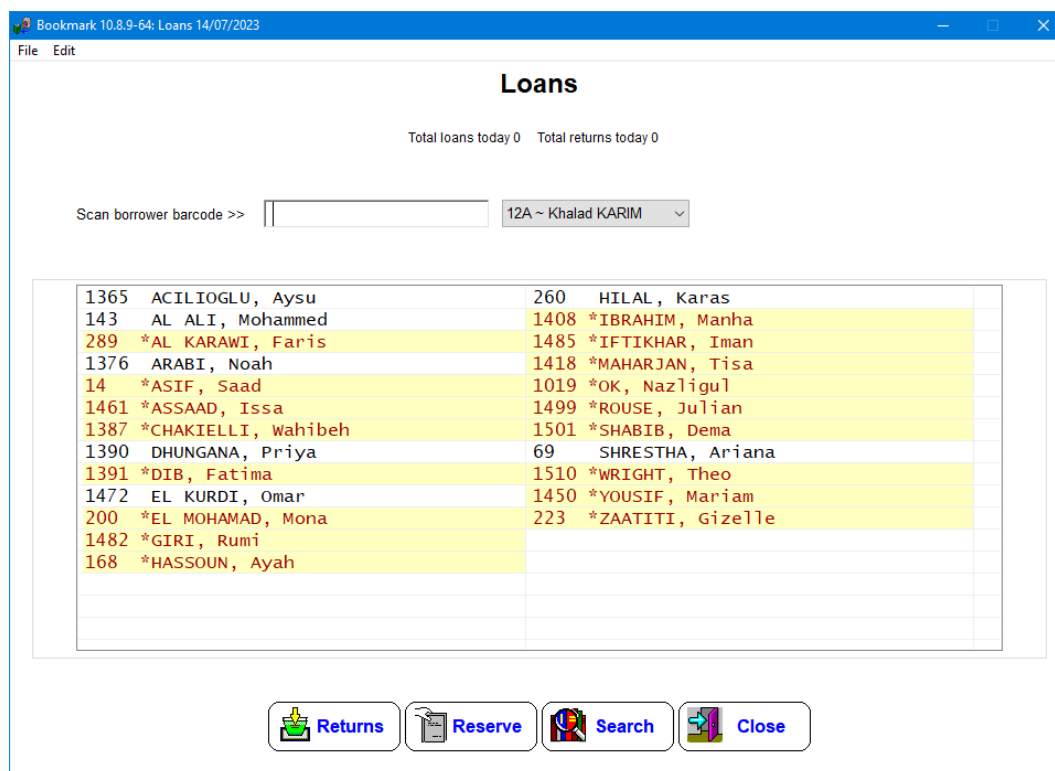 Bookmark 10.8.9-64: Loans 14/07/2023
File Edit
Loans
Total loans today 0 Total returns today 0
Scan borrower barcode >> 12A ~ Khalad KARIM
1365 ACILIOGLU, Aysu
143 AL ALI, Mohammed
289 *AL KARAWI, Faris
1376 ARABI, Noah
14 *ASIF, Saad
1461 *ASSAAD, Issa
1387 *CHAKIELLI, Wahibeh
1390 DHUNGANA, Priya
1391 *DIB, Fatima
1472 EL KURDI, Omar
200 *EL MOHAMAD, Mona
1482 *GIRI, Rumi
168 *HASSOUN, Ayah
260 HILAL, Karas
1408 *IBRAHIM, Manha
1485 *IFTIKHAR, Iman
1418 *MAHARJAN, Tisa
1019 *OK, Nazligul
1499 *ROUSE, Julian
1501 *SHABIB, Dema
69 SHRESTHA, Ariana
1510 *WRIGHT, Theo
1450 *YOUSIF, Mariam
223 *ZAATITI, Gizelle
Returns Reserve Search Close